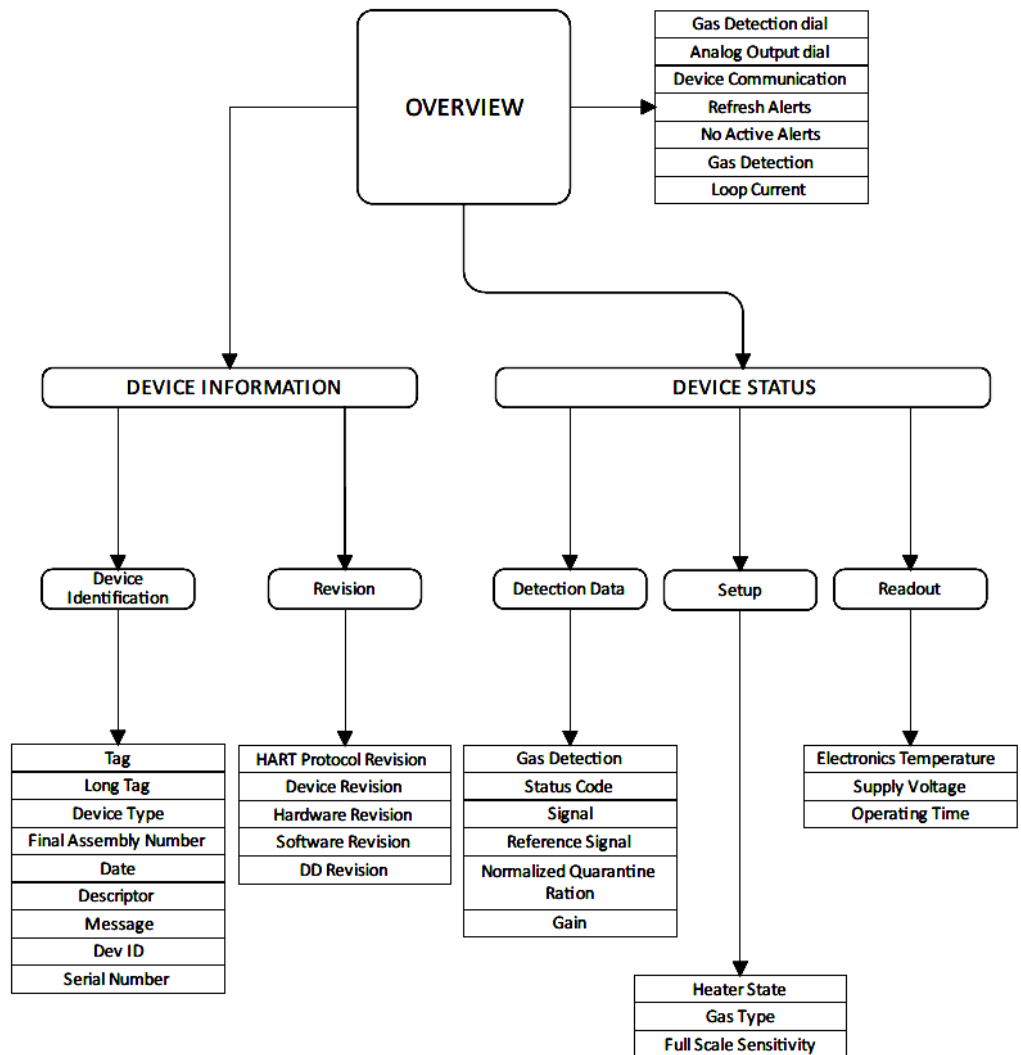 OVERVIEW
Gas Detection dial
Analog Output dial
Device Communication
Refresh Alerts
No Active Alerts
Gas Detection
Loop Current
DEVICE INFORMATION
DEVICE STATUS
Device
Identification
Revision
Detection Data
Setup
Readout
Tag
Long Tag
Device Type
Final Assembly Number
Date
Descriptor
Message
Dev ID
Serial Number
HART Protocol Revision
Device Revision
Hardware Revision
Software Revision
DD Revision
Gas Detection
Status Code
Signal
Reference Signal
Normalized Quarantine
Ration
Gain
Heater State
Gas Type
Full Scale Sensitivity
Electronics Temperature
Supply Voltage
Operating Time